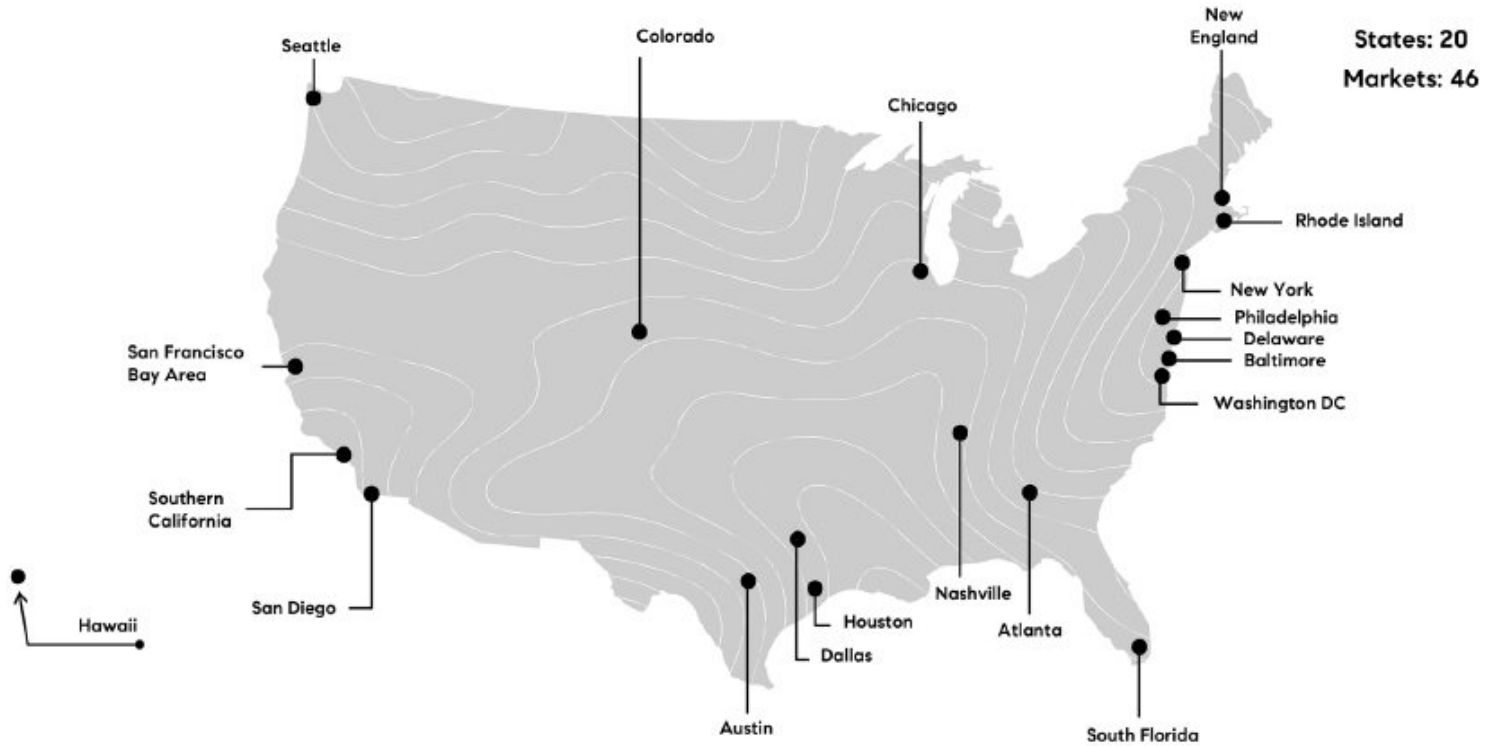 New
England
States: 20
Markets: 46
Seattle
Colorado
Chicago
Rhode Island
New York
Philadelphia
Delaware
Baltimore
Washington DC
San Francisco
Bay Area
Southern
California
San Diego
Hawaii
Nashville
Houston
Atlanta
Dallas
Austin
South Florida